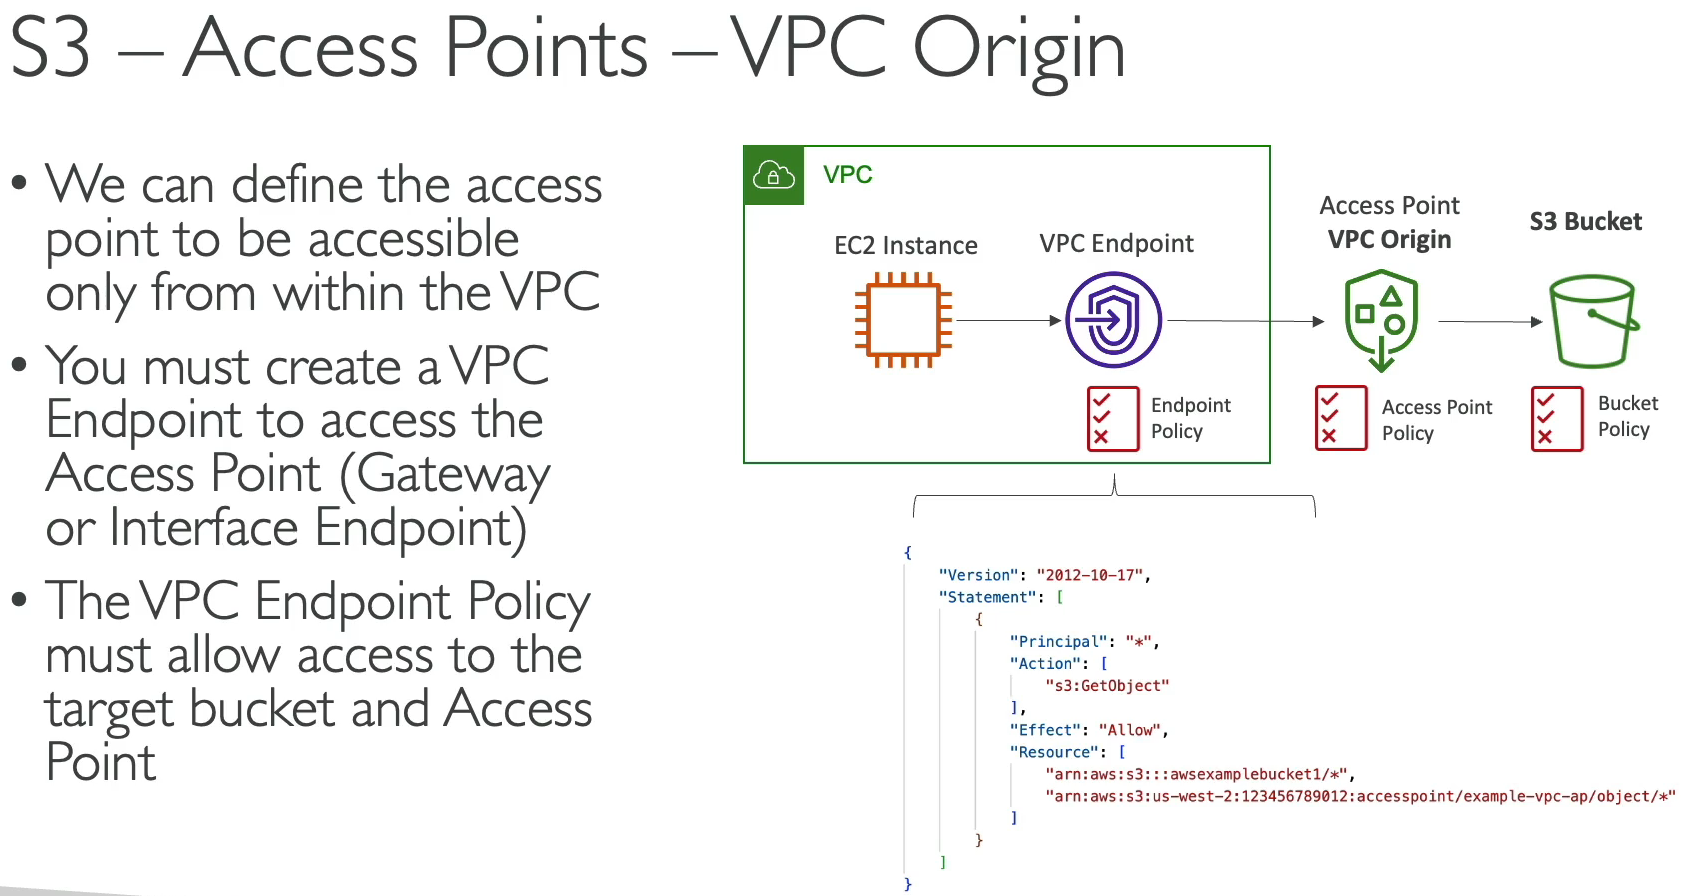 S3 – Access Points – VPC Origin
• We can define the access
point to be accessible
only from within the VPC
• You must create a VPC
Endpoint to access the
Access Point (Gateway
or Interface Endpoint)
• The VPC Endpoint Policy
must allow access to the
target bucket and Access
Point
VPC
EC2 Instance
VPC Endpoint
Endpoint
Policy
Access Point
VPC Origin
Access Point
Policy
S3 Bucket
Bucket
Policy
{
"Version": "2012-10-17",
"Statement": [
{
"Principal": "*",
"Action": [
"s3:GetObject"
],
"Effect": "Allow",
"Resource": [
"arn:aws:s3:::awsexamplebucket1/*",
"arn:aws:s3:us-west-2:123456789012:accesspoint/example-vpc-ap/object/*"
]
}
]
}